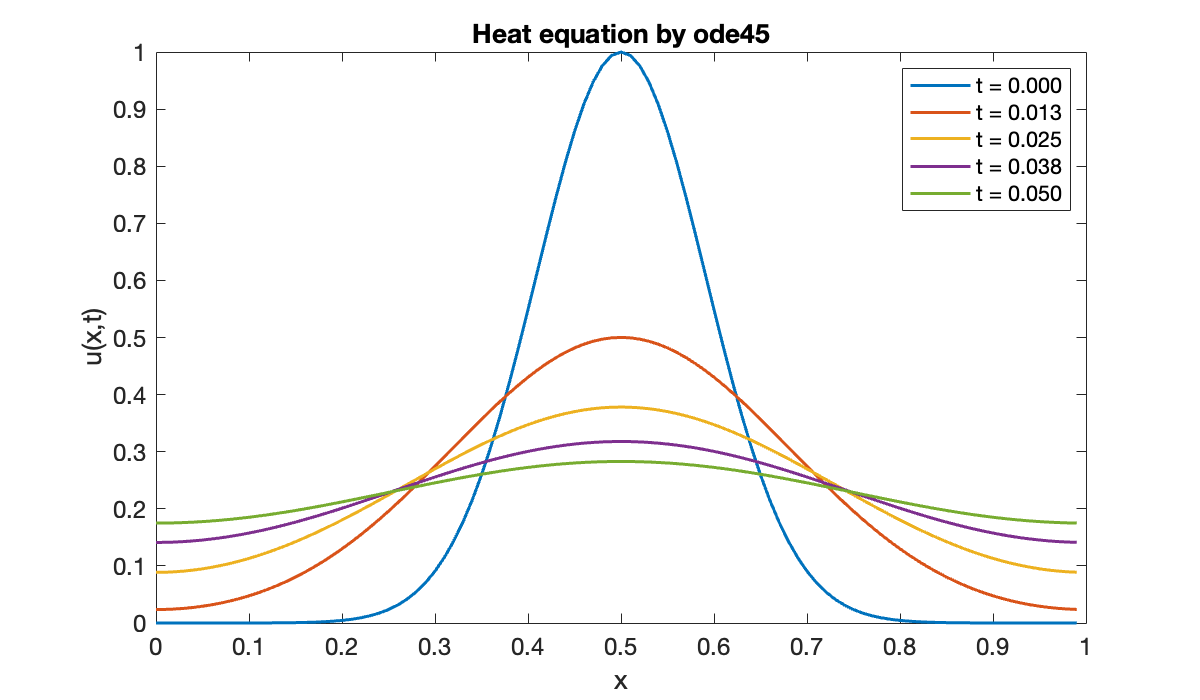 Heat equation by ode45
t = 0.000
t = 0.013
t = 0.025
t = 0.038
t = 0.050
1
0.9
0.8
0.7
0.6
0.5
0.4
0.3
0.2
0.1
0
u(x,t)
0 0.1 0.2 0.3 0.4 0.5 0.6 0.7 0.8 0.9 1
x